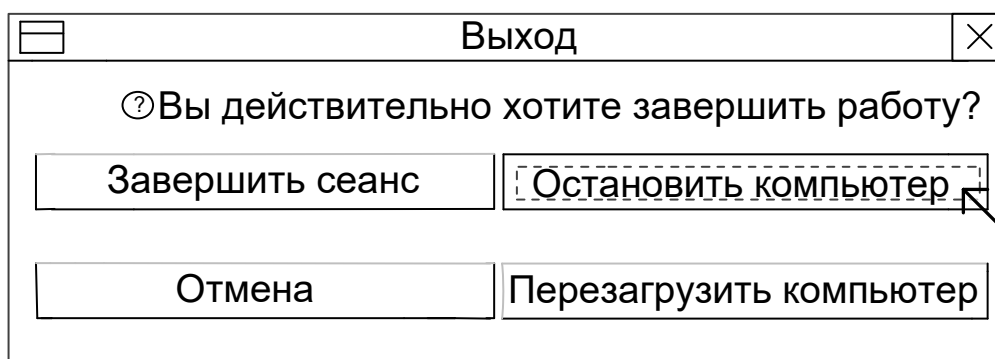 Выход
?Вы действительно хотите завершить работу?
Завершить сеанс
Остановить компьютер
Отмена
Перезагрузить компьютер